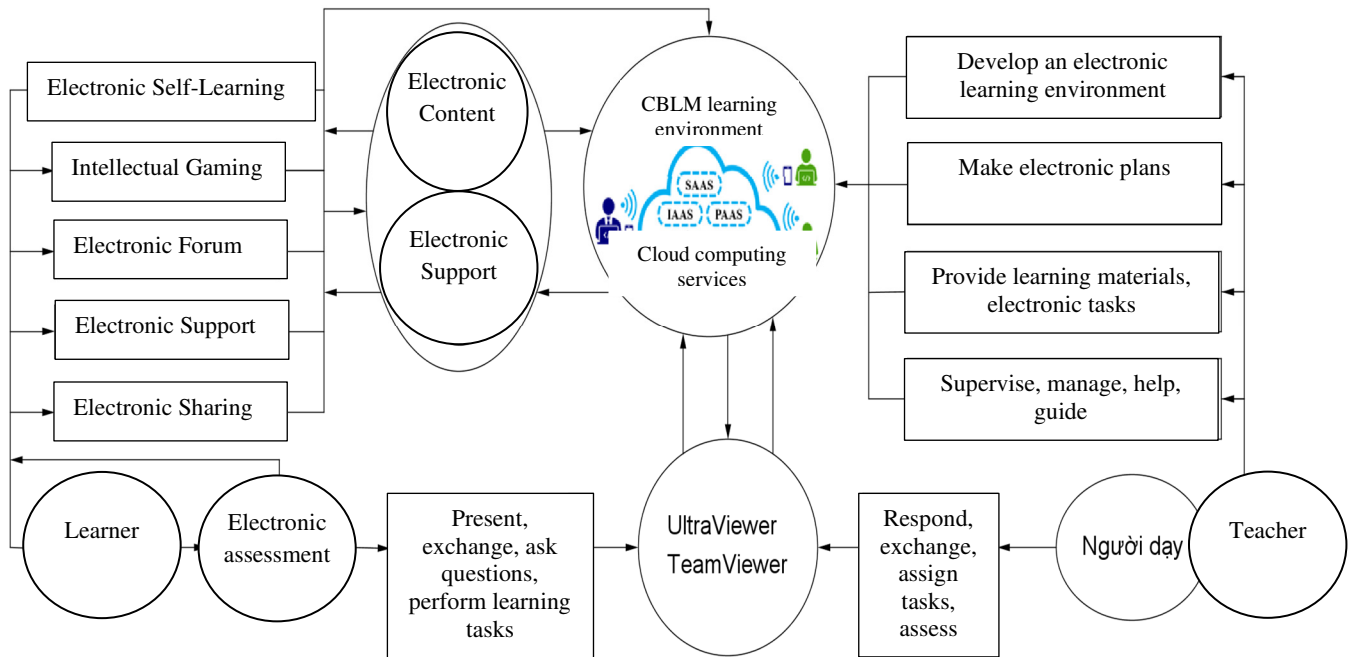 Electronic Self-Learning
Intellectual Gaming
Electronic Forum
Electronic Support
Electronic Sharing
Electronic
Content
Electronic
Support
CBLM learning
environment
SAAS
IAAS
PAAS
Cloud computing
services
Develop an electronic
learning environment
Make electronic plans
Provide learning materials,
electronic tasks
Supervise, manage, help,
guide
Learner
Electronic
assessment
Present,
exchange, ask
questions,
perform learning
tasks
UltraViewer
TeamViewer
Respond,
exchange,
assign
tasks,
assess
Người dạy
Teacher